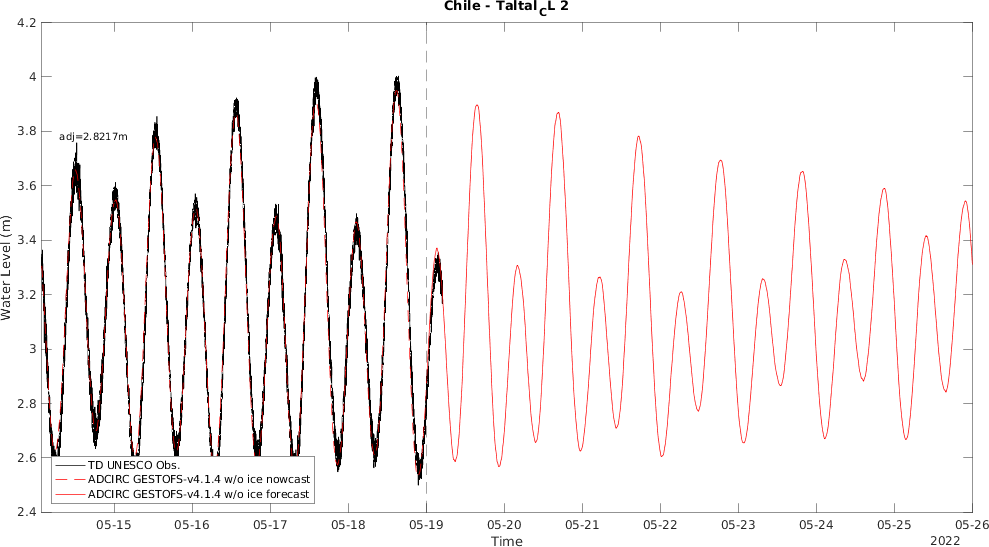 Chile - Taltal_CL 2
4.2
4
3.8
3.6
3.4
3.2
3
2.8
2.6
2.4
Water Level (m)
adj=2.8217m
TD UNESCO Obs.
ADCIRC GESTOFS-v4.1.4 w/o ice nowcast
ADCIRC GESTOFS-v4.1.4 w/o ice forecast
05-15 05-16 05-17 05-18 05-19 05-20 05-21 05-22 05-23 05-24 05-25 05-26
Time
2022